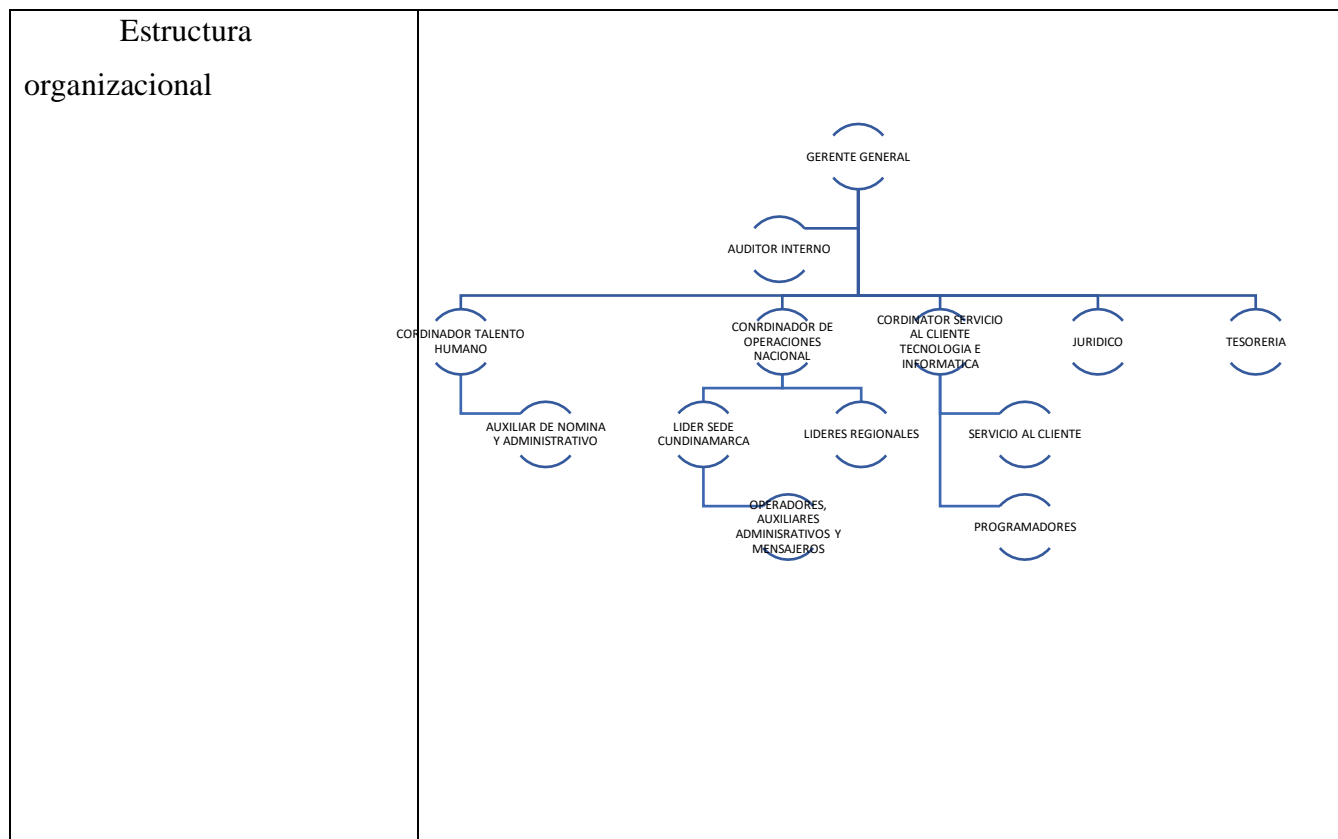 Estructura
organizacional
GERENTE GENERAL
AUDITOR INTERNO
CORDINADOR TALENTO
HUMANO
CONRDINADOR DE
OPERACIONES
NACIONAL
CORDINATOR SERVICIO
AL CLIENTE
TECNOLOGIA E
INFORMATICA
JURIDICO
TESORERIA
AUXILIAR DE NOMINA
Y ADMINISTRATIVO
LIDER SEDE
CUNDINAMARCA
LIDERES REGIONALES
SERVICIO AL CLIENTE
OPERADORES,
AUXILIARES
ADMINISRATIVOS Y
MENSAJEROS
PROGRAMADORES